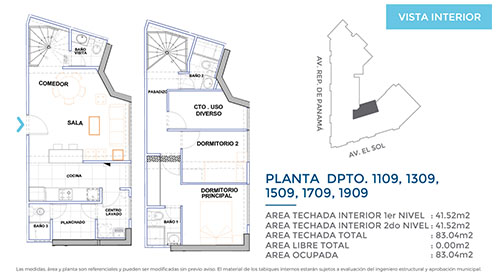 VISTA INTERIOR
BAÑO
VISITA
COMEDOR
SALA
COCINA
BAÑO 3
PLANCHADO
CENTRO
LAVADO
BAÑO 2
PASADIZO
CTO. USO
DIVERSO
DORMITORIO 2
DORMITORIO
PRINCIPAL
BAÑO 1
AV. REP. DE PANAMÁ
AV. EL SOL
PLANTA DPTO. 1109, 1309,
1509, 1709, 1909
AREA TECHADA INTERIOR 1er NIVEL : 41.52m2
AREA TECHADA INTERIOR 2do NIVEL : 41.52m2
AREA TECHADA TOTAL : 83.04m2
AREA LIBRE TOTAL : 0.00m2
AREA OCUPADA : 83.04m2
Las medidas, área y planta son referenciales y pueden ser modificadas sin previo aviso. El material de los tabiques internos estarán sujetos a evaluación del ingeniero estructural y aprobación municipal.